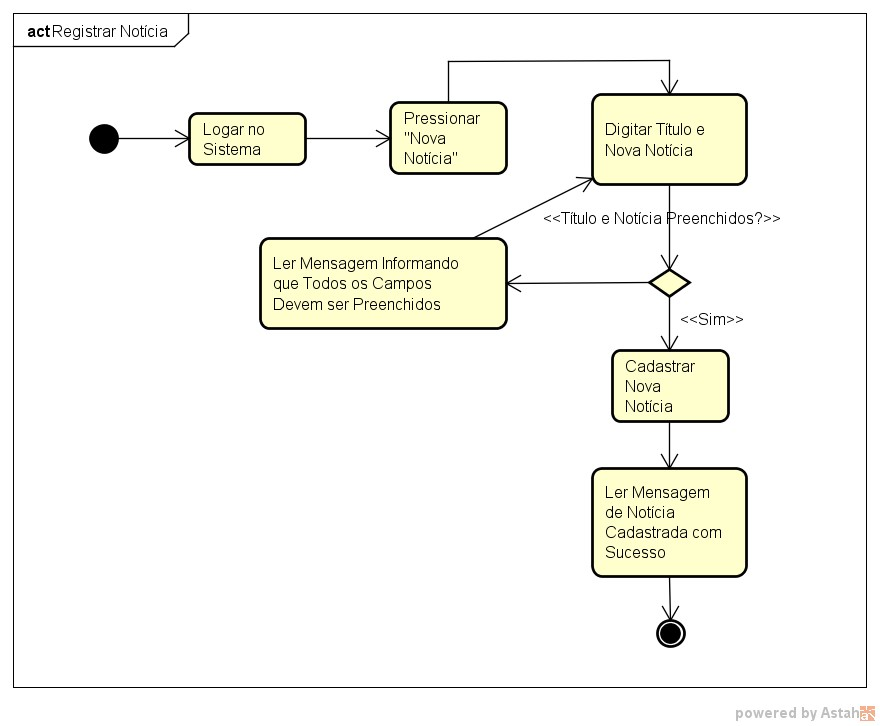 act Registrar Notícia
Logar no
Sistema
Pressionar
"Nova
Notícia"
Digitar Título e
Nova Notícia
<<Título e Notícia Preenchidos?>>
Ler Mensagem Informando
que Todos os Campos
Devem ser Preenchidos
<<Sim>>
Cadastrar
Nova
Notícia
Ler Mensagem
de Notícia
Cadastrada com
Sucesso
powered by Astah